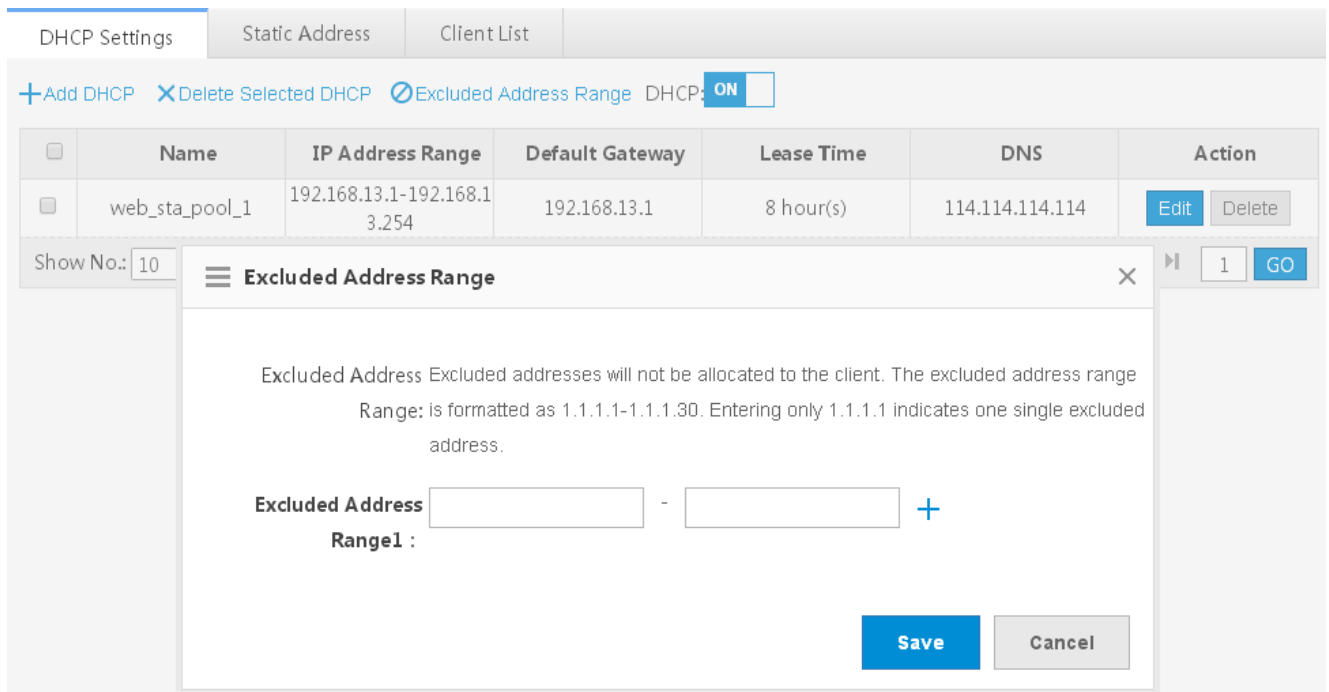 DHCP Settings Static Address Client List
Add DHCP Delete Selected DHCP Excluded Address Range DHCP: ON
Name IP Address Range Default Gateway Lease Time DNS Action
web_sta_pool_1 192.168.13.1-192.168.1 192.168.13.1 8 hour(s) 114.114.114.114 Edit Delete
3.254
Show No.: 10 1 GO
Excluded Address Range
Excluded Address Excluded addresses will not be allocated to the client. The excluded address range
Range: is formatted as 1.1.1.1-1.1.1.30. Entering only 1.1.1.1 indicates one single excluded
address.
Excluded Address -
Range1 :
Save Cancel